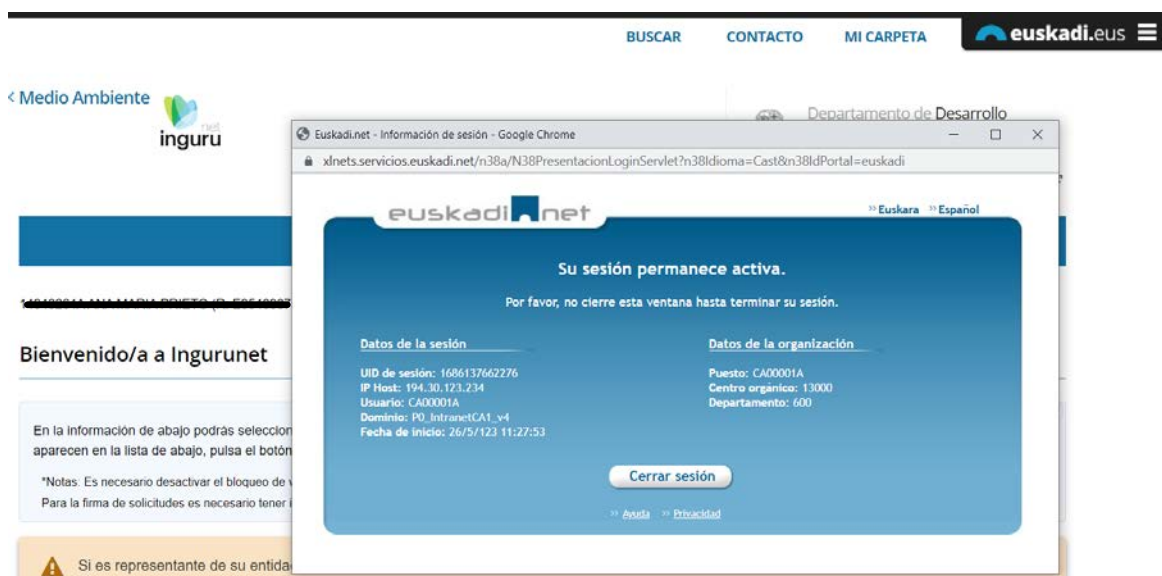 BUSCAR CONTACTO MI CARPETA euskadi.eus
< Medio Ambiente
net
inguru
Departamento de Desarrollo
Euskadi.net - Información de sesión - Google Chrome
xlnets.servicios.euskadi.net/n38a/N38PresentacionLoginServlet?n38Idioma=Cast&n38IdPortal=euskadi
euskadi net
» Euskara » Español
Su sesión permanece activa.
Por favor, no cierre esta ventana hasta terminar su sesión.
Datos de la sesión
UID de sesión: 1686137662276
IP Host: 194.30.123.234
Usuario: CA00001A
Dominio: P0_IntranetCA1_v4
Fecha de inicio: 26/5/123 11:27:53
Datos de la organización
Puesto: CA00001A
Centro orgánico: 13000
Departamento: 600
Cerrar sesión
» Ayuda » Privacidad
Bienvenido/a a Ingurunet
En la información de abajo podrás seleccion
aparecen en la lista de abajo, pulsa el botón
*Notas: Es necesario desactivar el bloqueo de
Para la firma de solicitudes es necesario tener
Si es representante de su entida